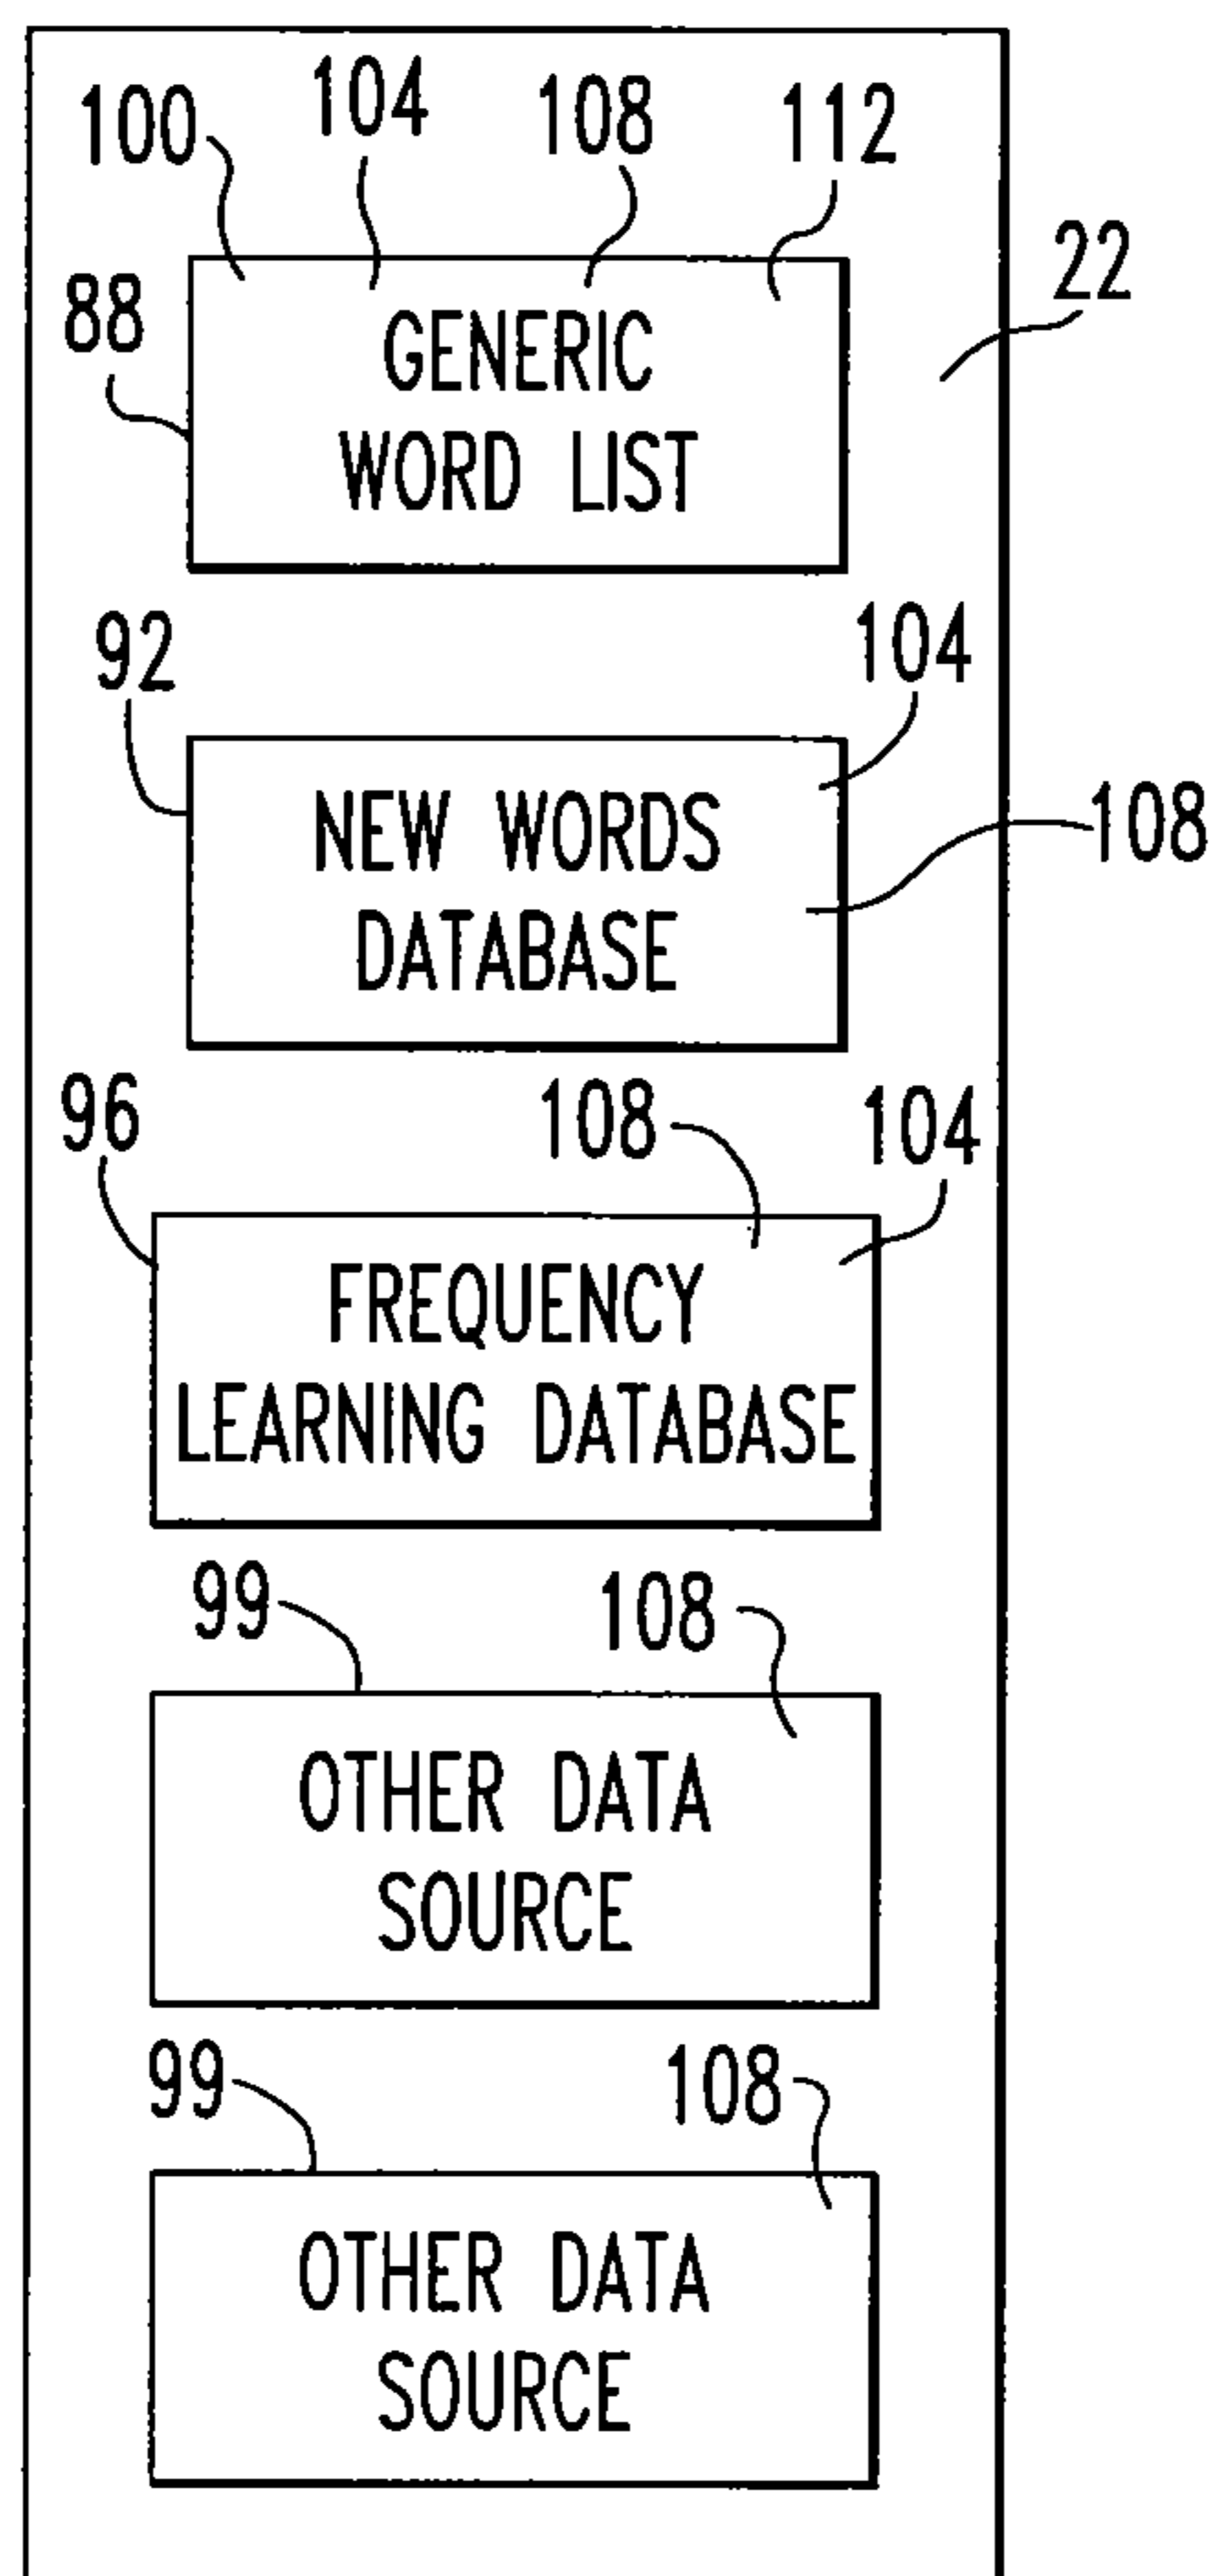 100 104 108 112
22
88
GENERIC
WORD LIST
92
104
NEW WORDS
108
DATABASE
96
108
104
FREQUENCY
LEARNING DATABASE
99
108
OTHER DATA
SOURCE
99
108
OTHER DATA
SOURCE